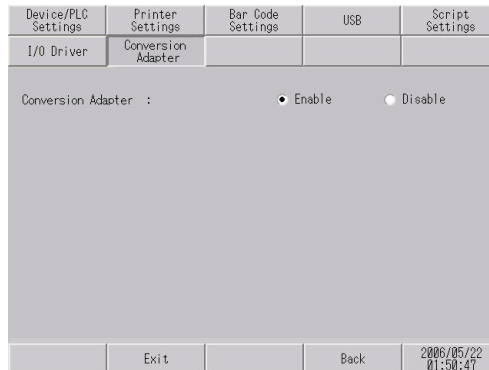 Device/PLC
Settings
Printer
Settings
Bar Code
Settings
USB
Script
Settings
I/O Driver
Conversion
Adapter
Conversion Adapter :
Enable
Disable
Exit
Back
2006/05/22
01:50:47